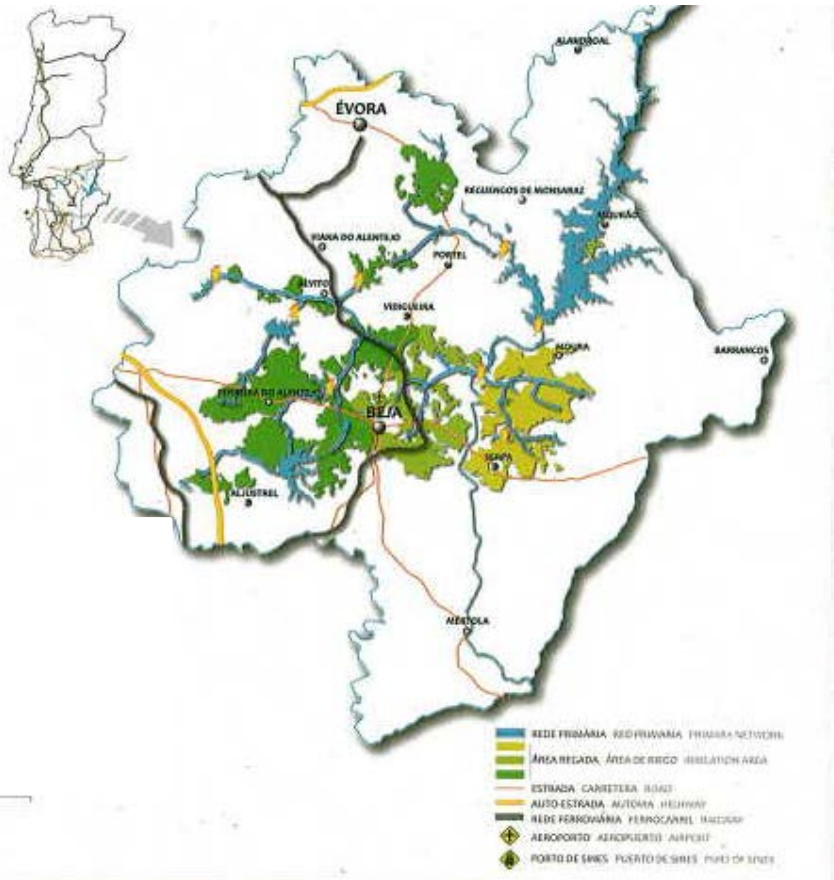 ALANDROAL
ÉVORA
REGUENGOS DE MONSARAZ
MOURÃO
VIANA DO ALENTEJO
PORTEL
ALVITO
VIDIGUEIRA
MOURA
BARRANCOS
FERREIRA DO ALENTEJO
BEJA
SERPA
ALJUSTREL
MÉRTOLA
REDE PRIMÁRIA RED PRIMARIA PRIMARY NETWORK
ÁREA REGADA ÁREA DE RIEGO IRRIGATION AREA
ESTRADA CARRETERA ROAD
AUTO-ESTRADA AUTOVIA HIGHWAY
REDE FERROVIÁRIA FERROCARRIL RAILWAY
AEROPORTO AEROPUERTO AIRPORT
PORTO DE SINES PUERTO DE SINES PORT OF SINES